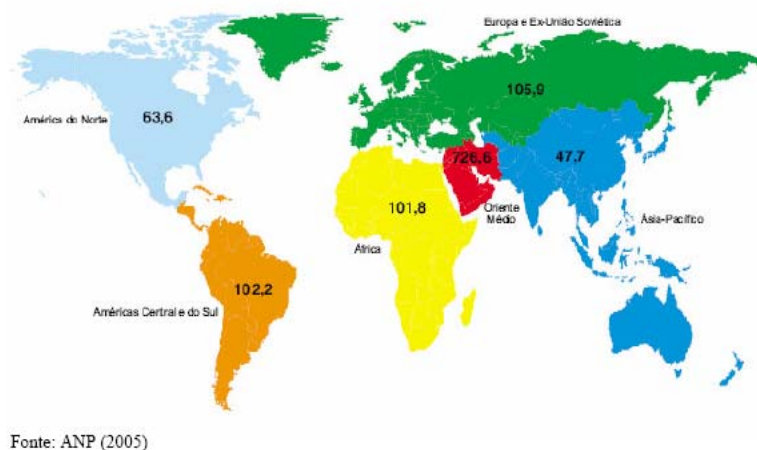 Europa e Ex-União Soviética
105,9
América do Norte
63,6
726,6
47,7
101,8
Oriente
Médio
Ásia-Pacífico
África
102,2
Américas Central e do Sul
Fonte: ANP (2005)